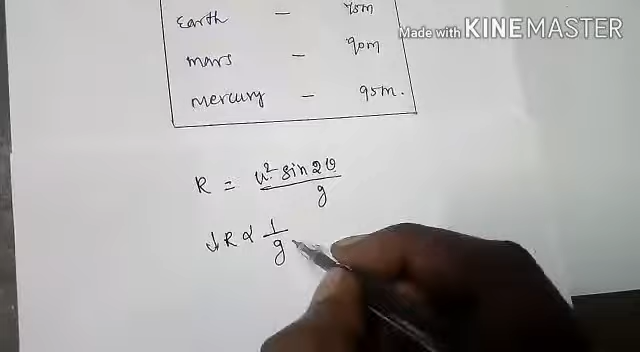 Earth — 75m
mars — 90m
mercury — 95m.
R = u² sin 2θ / g
↓ R ∝ 1 / g
Made with KINEMASTER